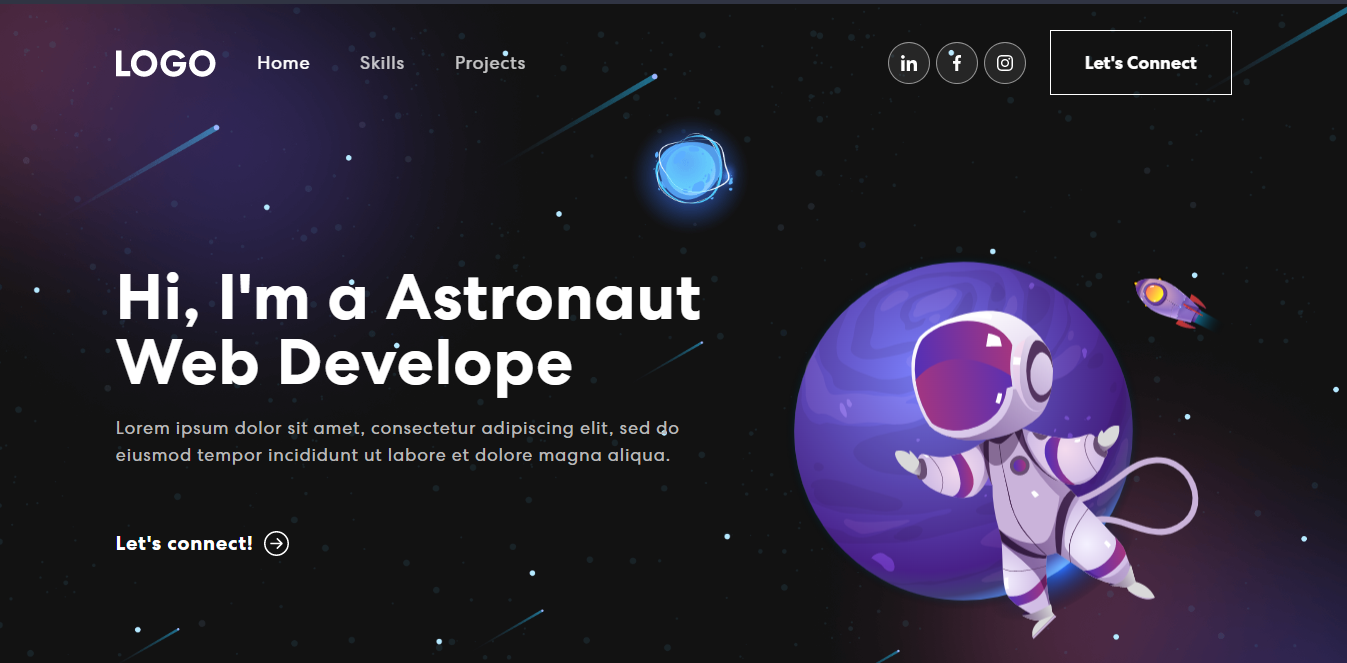 LOGO
Home
Skills
Projects
in
f
Let's Connect
Hi, I'm a Astronaut
Web Develope
Lorem ipsum dolor sit amet, consectetur adipiscing elit, sed do
eiusmod tempor incididunt ut labore et dolore magna aliqua.
Let's connect!